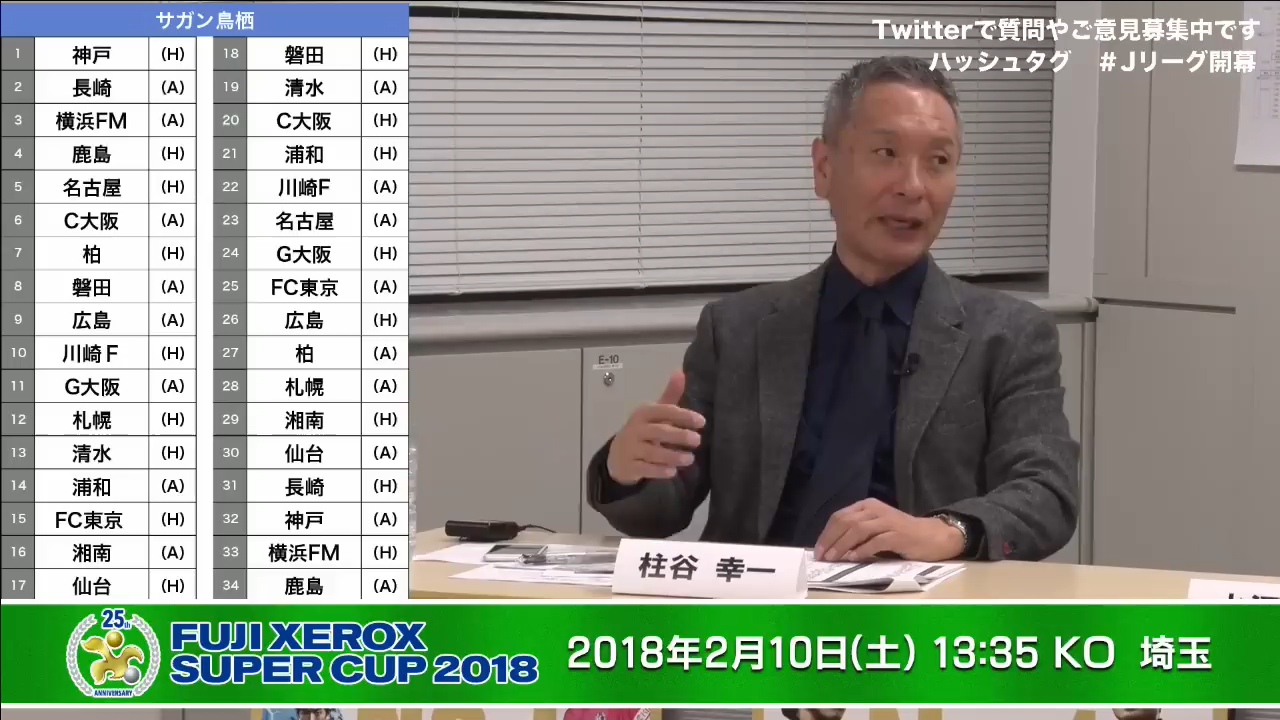 サガン鳥栖
1 神戸 (H) 18 磐田 (H)
2 長崎 (A) 19 清水 (A)
3 横浜FM (A) 20 C大阪 (H)
4 鹿島 (H) 21 浦和 (H)
5 名古屋 (H) 22 川崎F (A)
6 C大阪 (A) 23 名古屋 (A)
7 柏 (H) 24 G大阪 (H)
8 磐田 (A) 25 FC東京 (A)
9 広島 (A) 26 広島 (H)
10 川崎F (H) 27 柏 (A)
11 G大阪 (A) 28 札幌 (A)
12 札幌 (H) 29 湘南 (H)
13 清水 (H) 30 仙台 (A)
14 浦和 (A) 31 長崎 (H)
15 FC東京 (H) 32 神戸 (A)
16 湘南 (A) 33 横浜FM (H)
17 仙台 (H) 34 鹿島 (A)
Twitterで質問やご意見募集中です
ハッシュタグ #Jリーグ開幕
E-10
柱谷 幸一
25th
ANNIVERSARY
FUJI XEROX
SUPER CUP 2018
2018年2月10日(土) 13:35 KO 埼玉